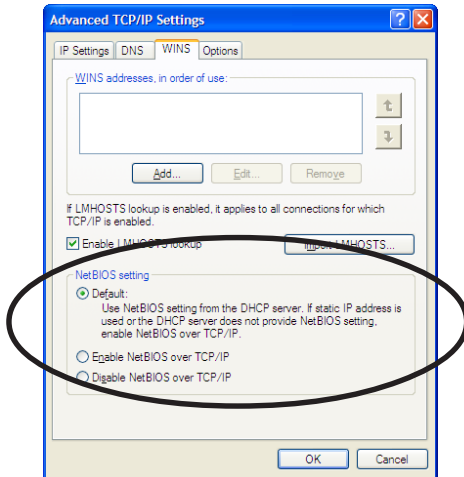 Advanced TCP/IP Settings
IP Settings DNS WINS Options
WINS addresses, in order of use:
Add... Edit... Remove
If LMHOSTS lookup is enabled, it applies to all connections for which
TCP/IP is enabled.
Enable LMHOSTS lookup Import LMHOSTS...
NetBIOS setting
Default:
Use NetBIOS setting from the DHCP server. If static IP address is
used or the DHCP server does not provide NetBIOS setting,
enable NetBIOS over TCP/IP.
Enable NetBIOS over TCP/IP
Disable NetBIOS over TCP/IP
OK Cancel